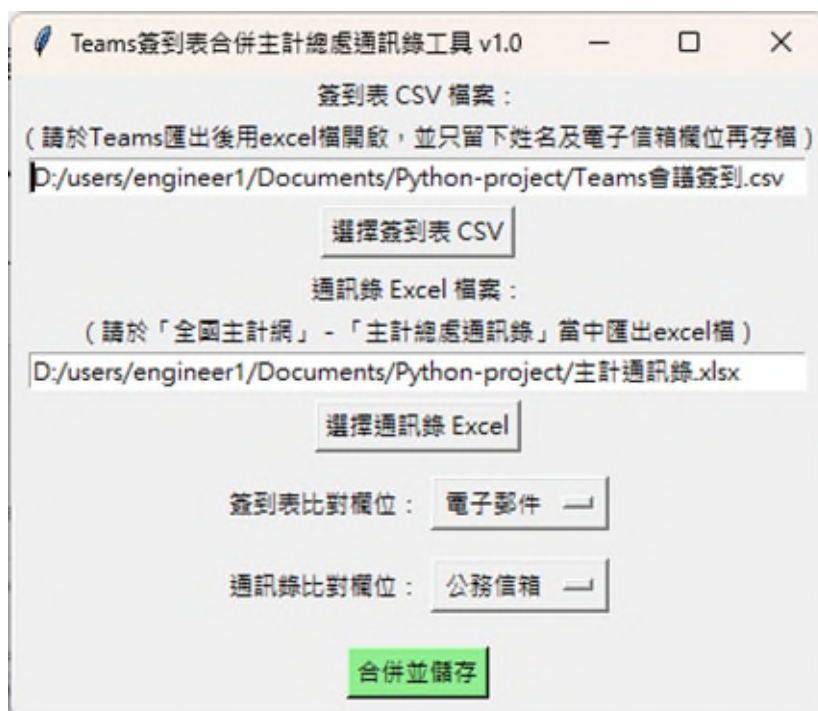 Teams簽到表合併主計總處通訊錄工具 v1.0
簽到表 CSV 檔案：
（請於Teams匯出後用excel檔開啟，並只留下姓名及電子信箱欄位再存檔）
D:/users/engineer1/Documents/Python-project/Teams會議簽到.csv
選擇簽到表 CSV
通訊錄 Excel 檔案：
（請於「全國主計網」-「主計總處通訊錄」當中匯出excel檔）
D:/users/engineer1/Documents/Python-project/主計通訊錄.xlsx
選擇通訊錄 Excel
簽到表比對欄位： 電子郵件
通訊錄比對欄位： 公務信箱
合併並儲存